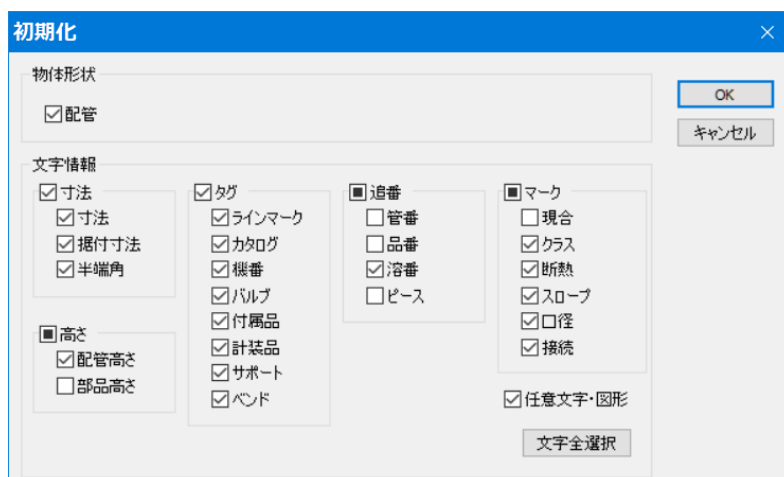 初期化
物体形状
配管
OK
キャンセル
文字情報
寸法
寸法
据付寸法
半端角
高さ
配管高さ
部品高さ
タグ
ラインマーク
カタログ
機番
バルブ
付属品
計装品
サポート
ベンド
追番
管番
品番
溶番
ピース
マーク
現合
クラス
断熱
スロープ
口径
接続
任意文字・図形
文字全選択